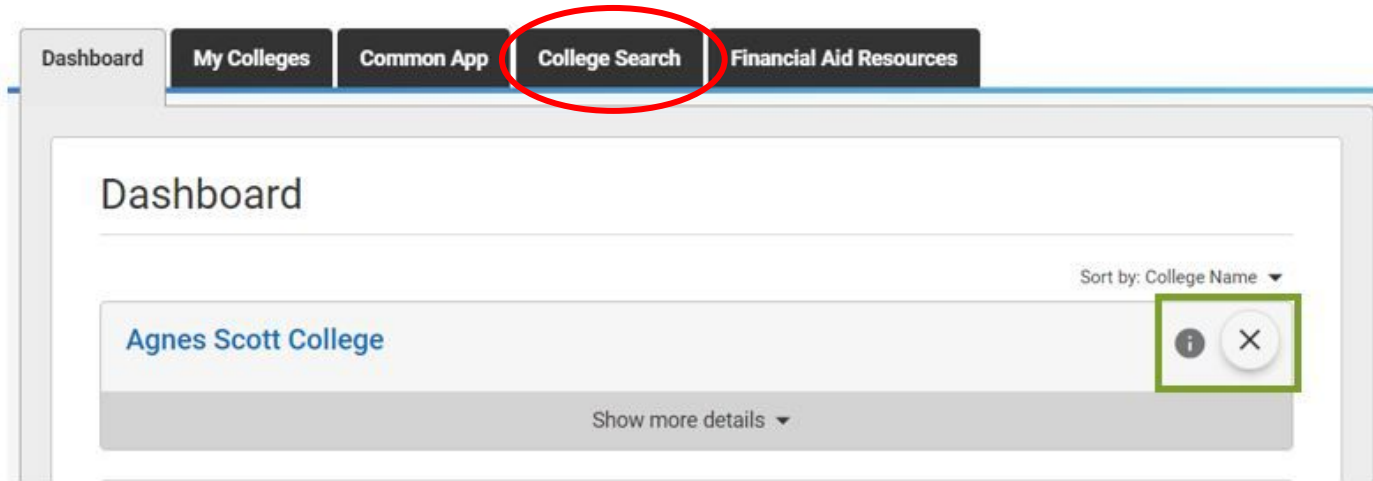 Dashboard My Colleges Common App College Search Financial Aid Resources
Dashboard
Sort by: College Name
Agnes Scott College
Show more details